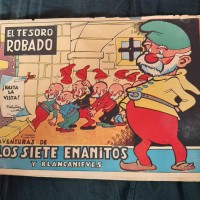 EL TESORO
ROBADO
¡HASTA LA
VISTA!
AVENTURAS DE
LOS SIETE ENANITOS
Y BLANCANIEVES